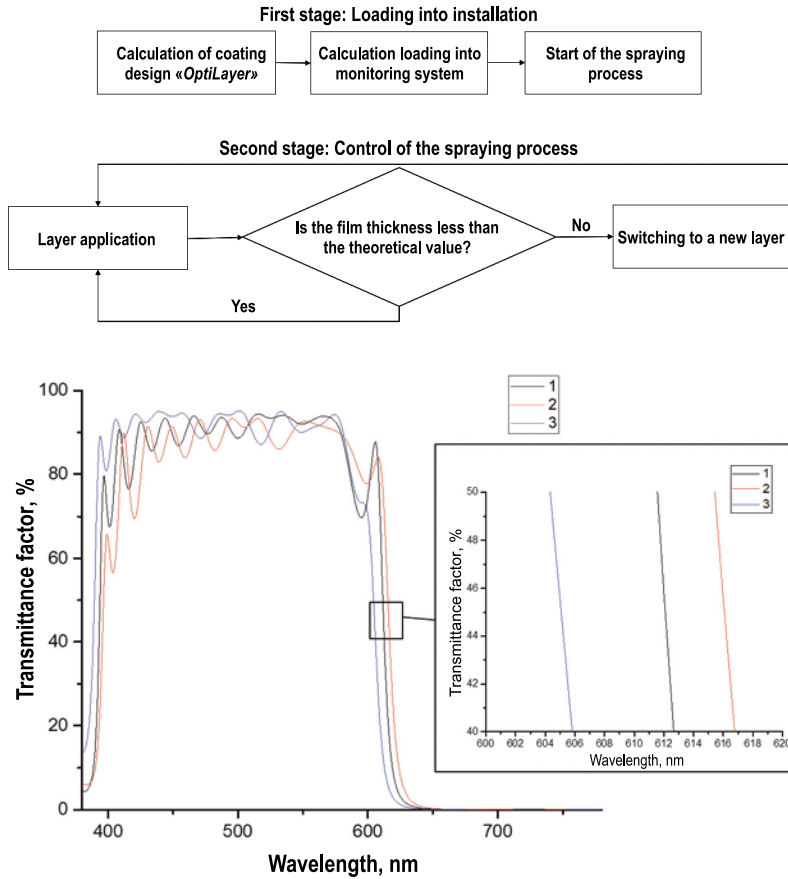 First stage: Loading into installation
Calculation of coating
design «OptiLayer»
Calculation loading into
monitoring system
Start of the spraying
process
Second stage: Control of the spraying process
Layer application
Is the film thickness less than
the theoretical value?
No
Switching to a new layer
Yes
100
80
60
40
20
0
Transmittance factor, %
400
500
600
700
Wavelength, nm
1
2
3
1
2
3
50
48
46
44
42
40
Transmittance factor, %
600 602 604 606 608 610 612 614 616 618 620
Wavelength, nm